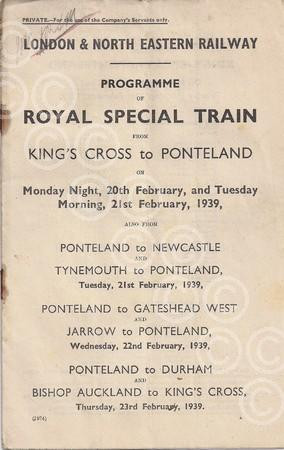 PRIVATE.—For the use of the Company's Servants only.
LONDON & NORTH EASTERN RAILWAY
PROGRAMME
OF
ROYAL SPECIAL TRAIN
FROM
KING'S CROSS to PONTELAND
ON
Monday Night, 20th February, and Tuesday
Morning, 21st February, 1939,
ALSO FROM
PONTELAND to NEWCASTLE
AND
TYNEMOUTH to PONTELAND,
Tuesday, 21st February, 1939,
PONTELAND to GATESHEAD WEST
AND
JARROW to PONTELAND,
Wednesday, 22nd February, 1939,
PONTELAND to DURHAM
AND
BISHOP AUCKLAND to KING'S CROSS,
Thursday, 23rd February, 1939.